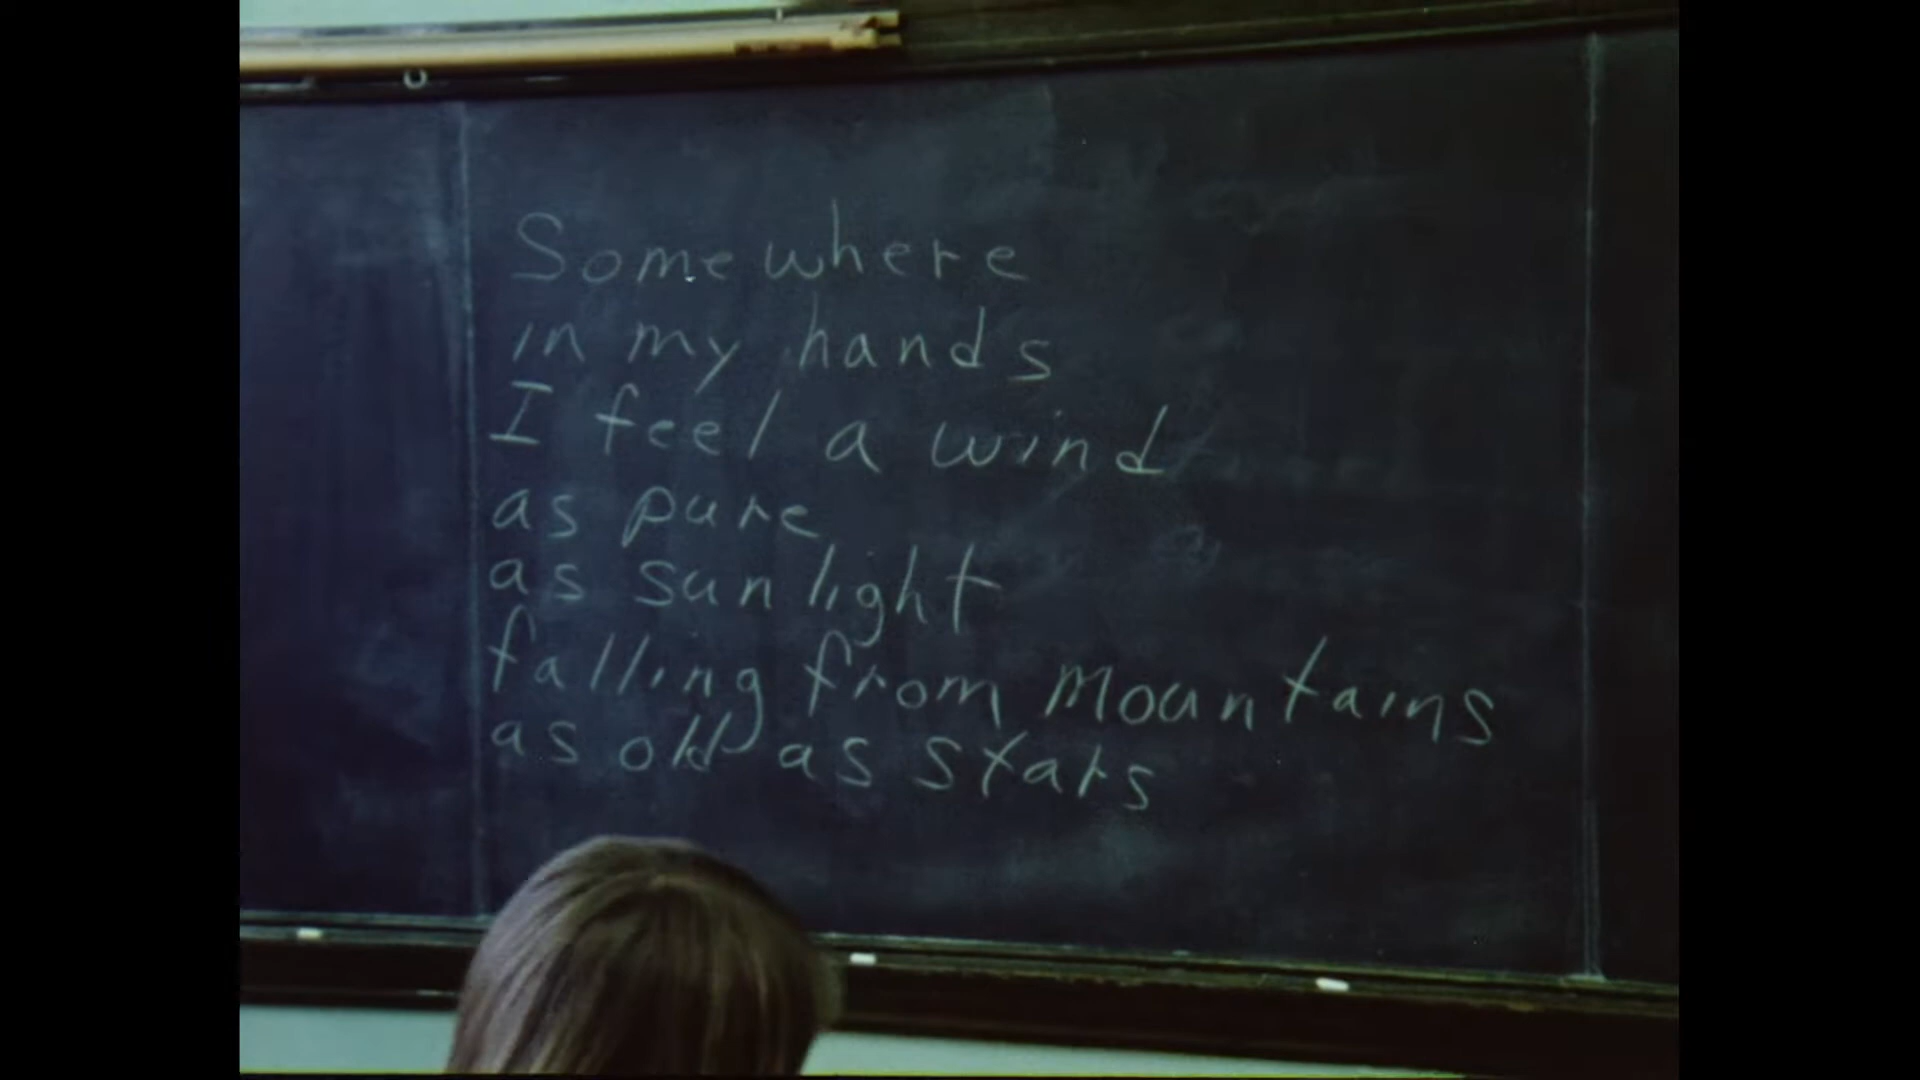 Somewhere
in my hands
I feel a wind
as pure
as sunlight
falling from mountains
as old as stars